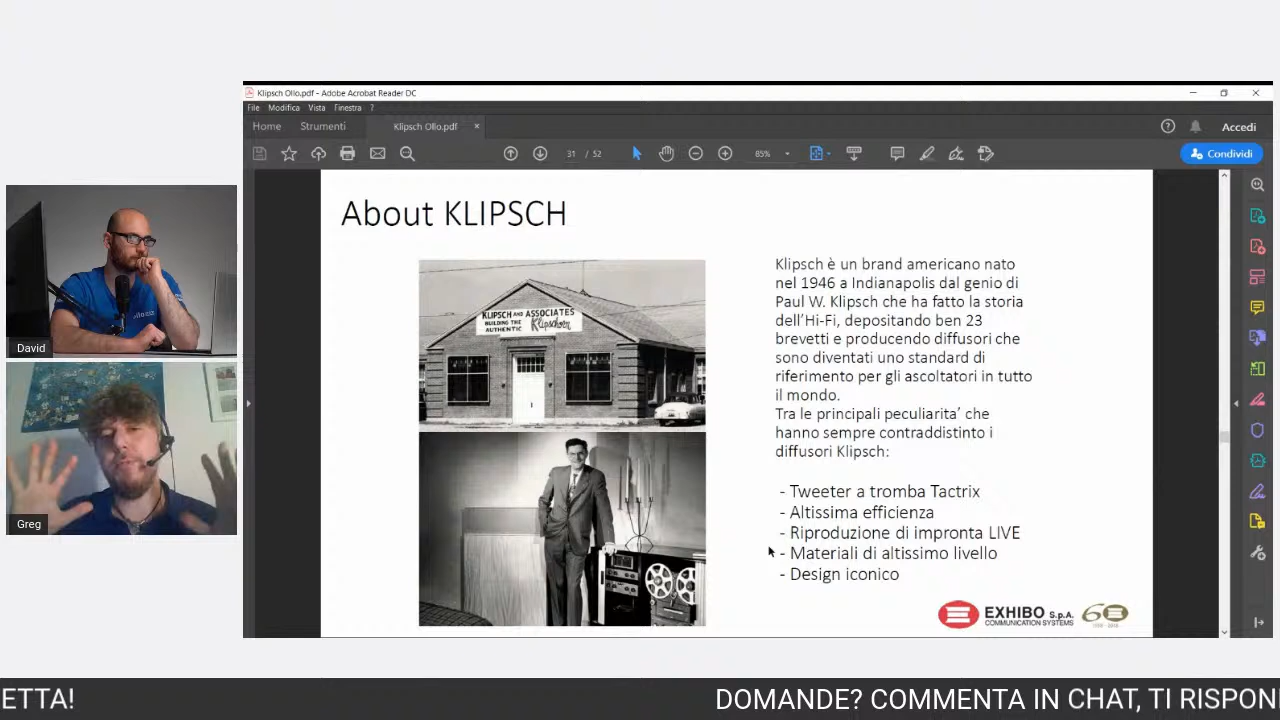 Klipsch Ollo.pdf - Adobe Acrobat Reader DC
File Modifica Vista Finestra ?
Home Strumenti Klipsch Ollo.pdf × Accedi
31 / 52 85% Condividi
About KLIPSCH
KLIPSCH AND ASSOCIATES
BUILDING THE
AUTHENTIC Klipschorn
Klipsch è un brand americano nato
nel 1946 a Indianapolis dal genio di
Paul W. Klipsch che ha fatto la storia
dell'Hi-Fi, depositando ben 23
brevetti e producendo diffusori che
sono diventati uno standard di
riferimento per gli ascoltatori in tutto
il mondo.
Tra le principali peculiarita' che
hanno sempre contraddistinto i
diffusori Klipsch:
- Tweeter a tromba Tactrix
- Altissima efficienza
- Riproduzione di impronta LIVE
- Materiali di altissimo livello
- Design iconico
EXHIBO S.p.A.
COMMUNICATION SYSTEMS
60
David
Greg
ETTA! DOMANDE? COMMENTA IN CHAT, TI RISPON